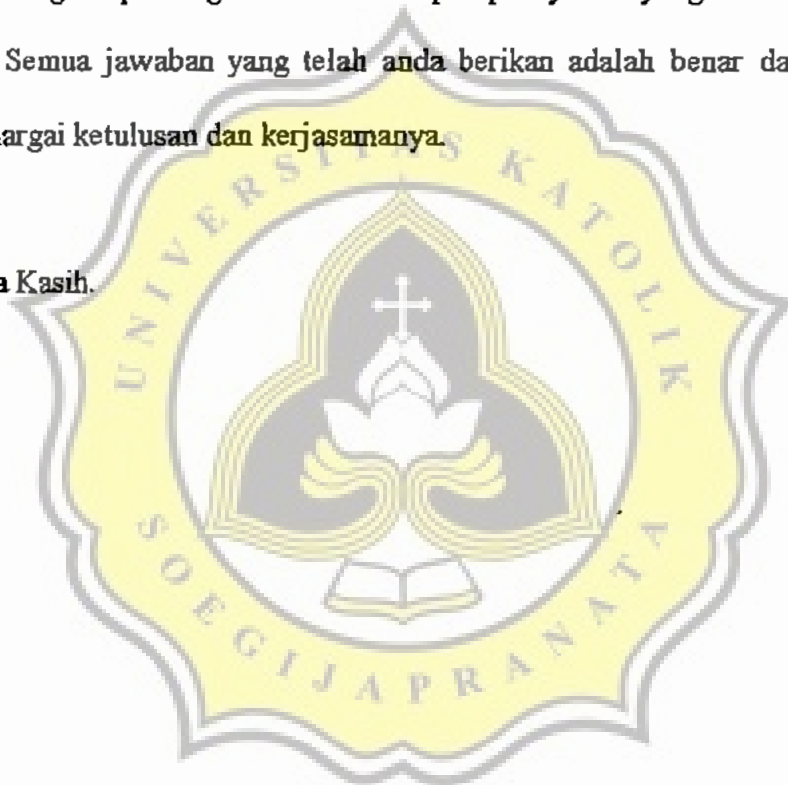 Semua jawaban yang telah anda berikan adalah benar da
argai ketulusan dan kerjasamanya.
Kasih.
UNIVERSITAS KATOLIK
SOEGIJAPRANATA